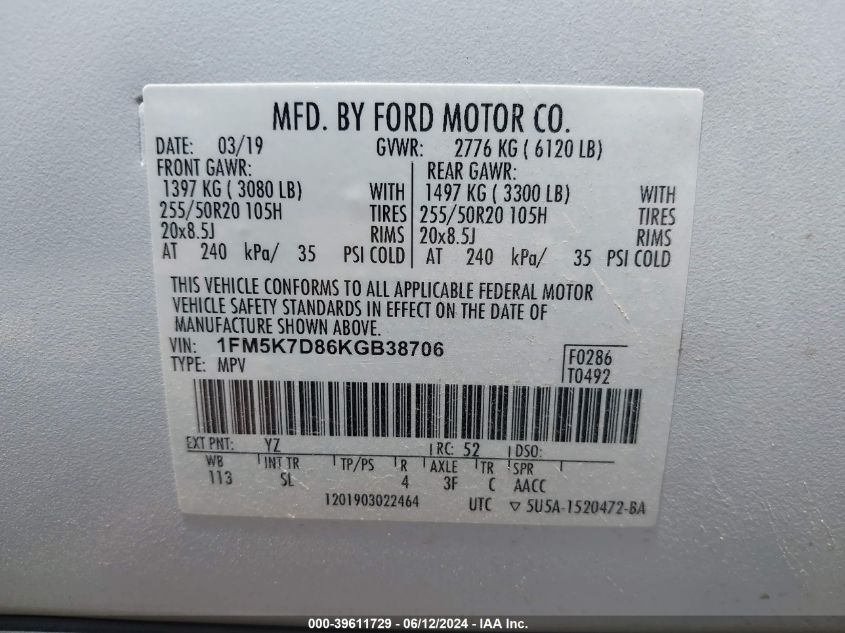 MFD. BY FORD MOTOR CO.
DATE: 03/19 GVWR: 2776 KG ( 6120 LB)
FRONT GAWR: REAR GAWR:
1397 KG ( 3080 LB) WITH 1497 KG ( 3300 LB) WITH
255/50R20 105H TIRES 255/50R20 105H TIRES
20x8.5J RIMS 20x8.5J RIMS
AT 240 kPa/ 35 PSI COLD AT 240 kPa/ 35 PSI COLD
THIS VEHICLE CONFORMS TO ALL APPLICABLE FEDERAL MOTOR
VEHICLE SAFETY STANDARDS IN EFFECT ON THE DATE OF
MANUFACTURE SHOWN ABOVE.
VIN: 1FM5K7D86KGB38706 F0286
TYPE: MPV T0492
EXT PNT: YZ RC: 52 DSO:
WB INT TR TP/PS R AXLE TR SPR
113 SL 4 3F C AACC
1201903022464 UTC ▽ 5U5A-1520472-BA
000-39611729 - 06/12/2024 - IAA Inc.